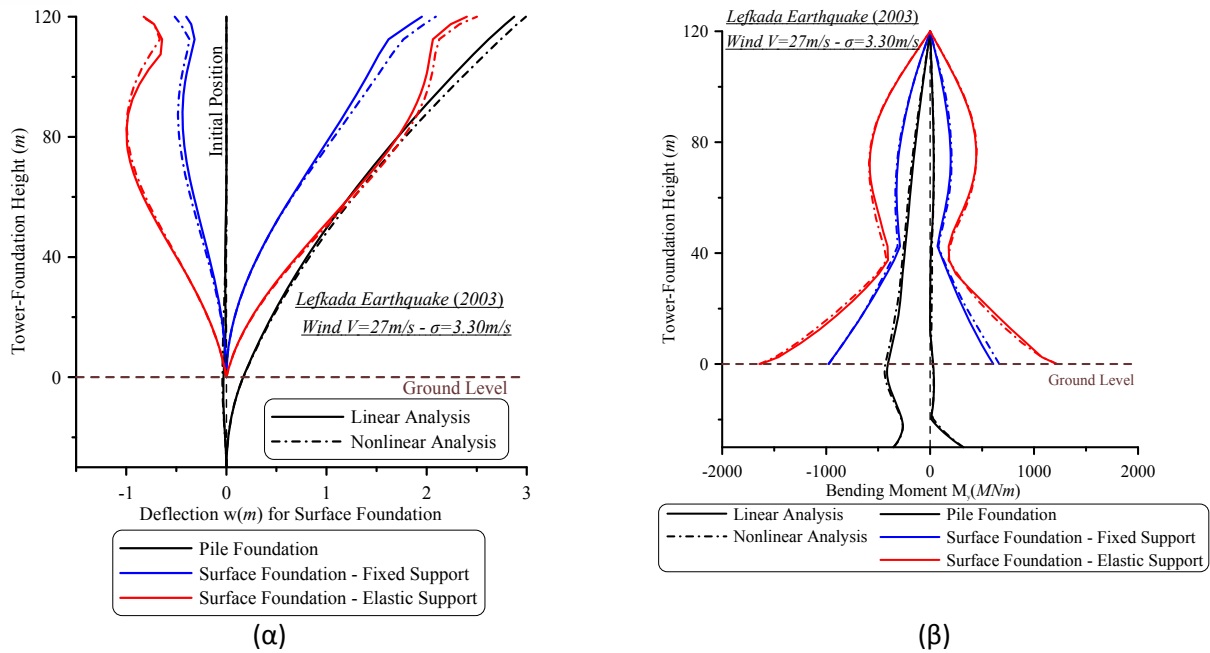 120
80
40
0
Tower-Foundation Height (m)
Initial Position
Lefkada Earthquake (2003)
Wind V=27m/s - σ=3.30m/s
Ground Level
Linear Analysis
Nonlinear Analysis
-1 0 1 2 3
Deflection w(m) for Surface Foundation
Pile Foundation
Surface Foundation - Fixed Support
Surface Foundation - Elastic Support
(α)
Lefkada Earthquake (2003)
Wind V=27m/s - σ=3.30m/s
120
80
40
0
Tower-Foundation Height (m)
Ground Level
-2000 -1000 0 1000 2000
Bending Moment My(MNm)
Linear Analysis Pile Foundation
Nonlinear Analysis Surface Foundation - Fixed Support
Surface Foundation - Elastic Support
(β)